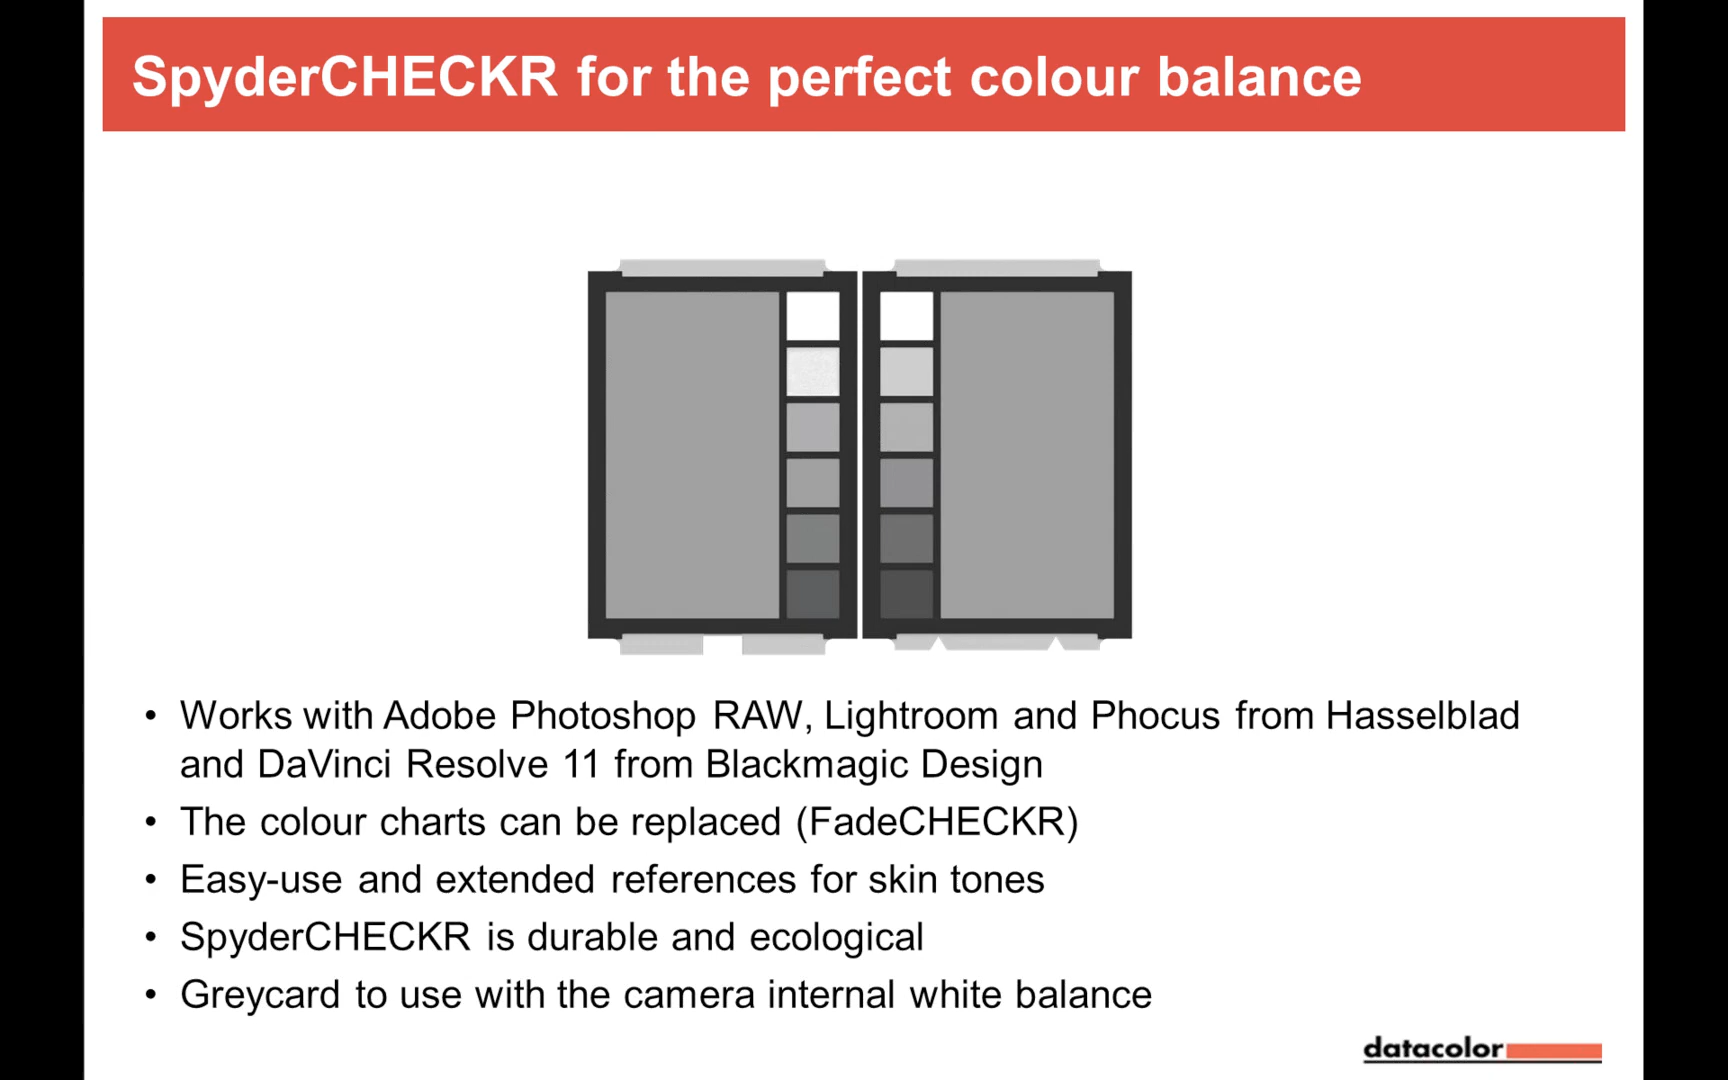 SpyderCHECKR for the perfect colour balance
• Works with Adobe Photoshop RAW, Lightroom and Phocus from Hasselblad
and DaVinci Resolve 11 from Blackmagic Design
• The colour charts can be replaced (FadeCHECKR)
• Easy-use and extended references for skin tones
• SpyderCHECKR is durable and ecological
• Greycard to use with the camera internal white balance
datacolor